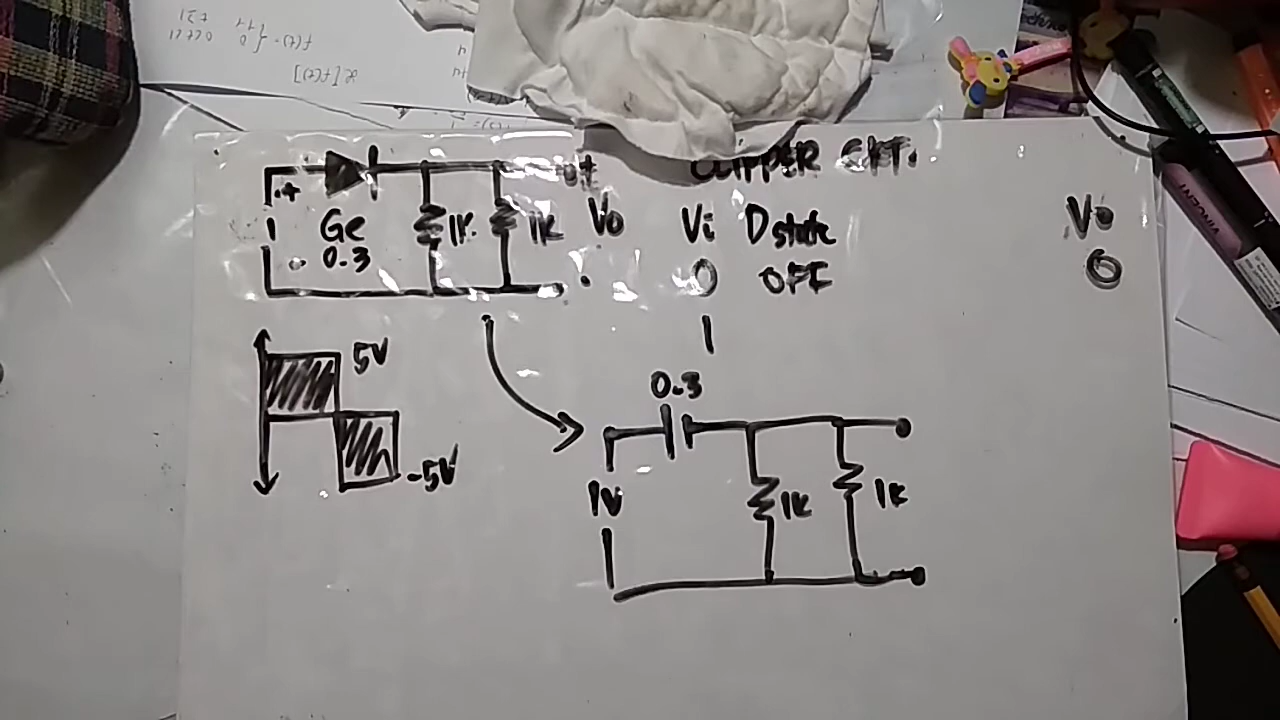 CLIPPER CKT.
Ge
0.3
1K
1K
Vo
Vi D state Vo
0 OFF 0
1
5V
-5V
0.3
1V
1K
1K